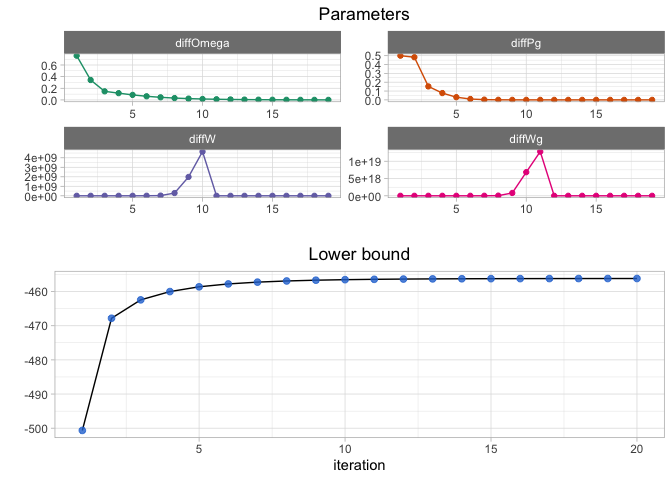 Parameters
diffOmega
diffPg
0.6
0.4
0.2
0.0
5 10 15
0.5
0.4
0.3
0.2
0.1
0.0
5 10 15
diffW
diffWg
4e+09
3e+09
2e+09
1e+09
0e+00
5 10 15
1e+19
5e+18
0e+00
5 10 15
Lower bound
-460
-470
-480
-490
-500
5 10 15 20
iteration